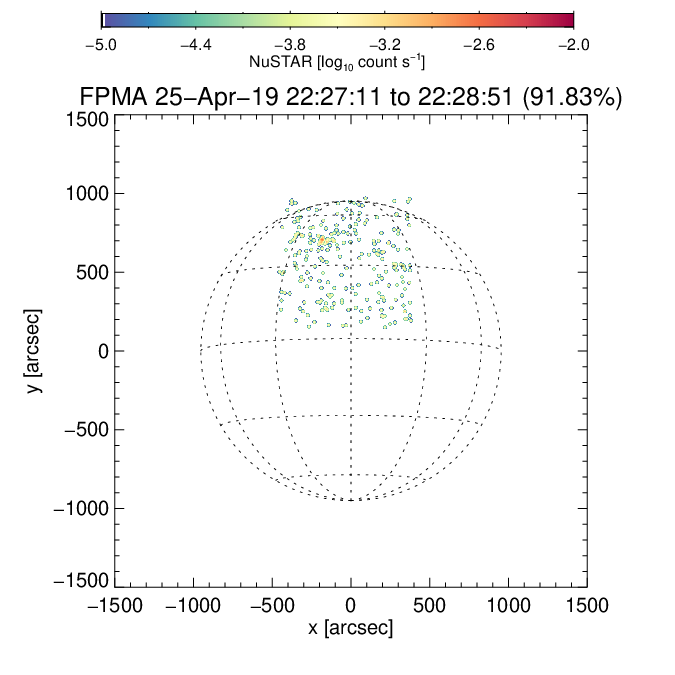 −5.0 −4.4 −3.8 −3.2 −2.6 −2.0
NuSTAR [log₁₀ count s⁻¹]
FPMA 25−Apr−19 22:27:11 to 22:28:51 (91.83%)
1500
1000
500
0
−500
−1000
−1500
y [arcsec]
−1500 −1000 −500 0 500 1000 1500
x [arcsec]